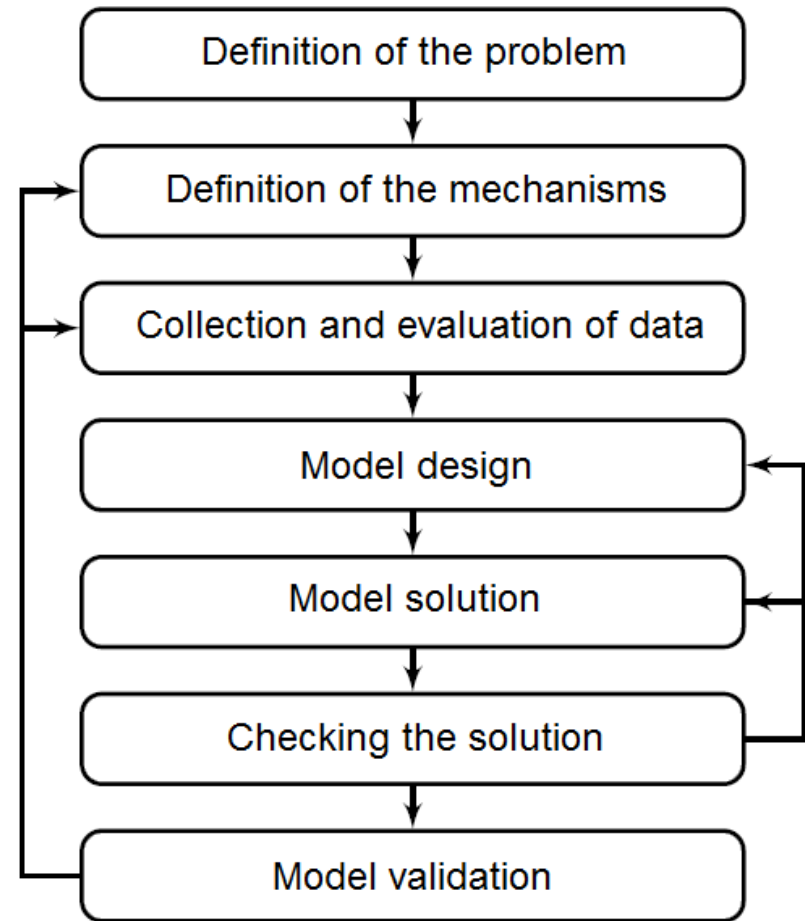 Definition of the problem
Definition of the mechanisms
Collection and evaluation of data
Model design
Model solution
Checking the solution
Model validation